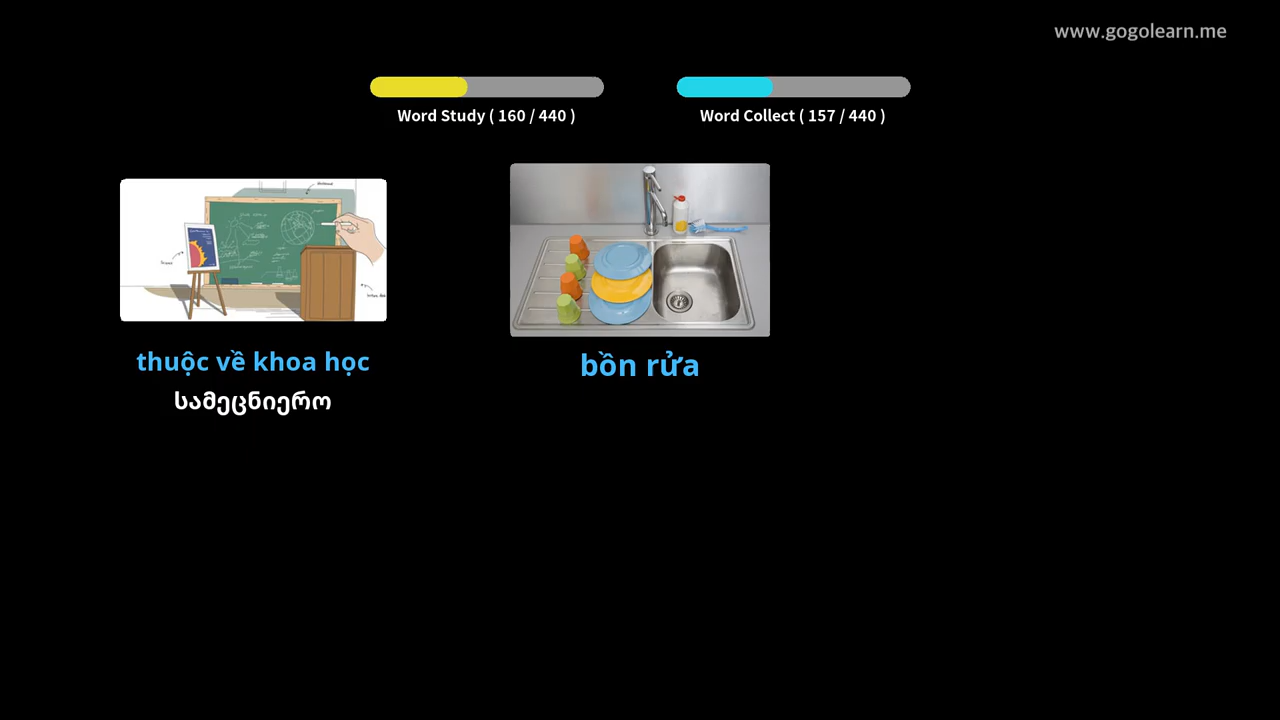 www.gogolearn.me
Word Study ( 160 / 440 )
Word Collect ( 157 / 440 )
thuộc về khoa học
სამეცნიერო
bồn rửa